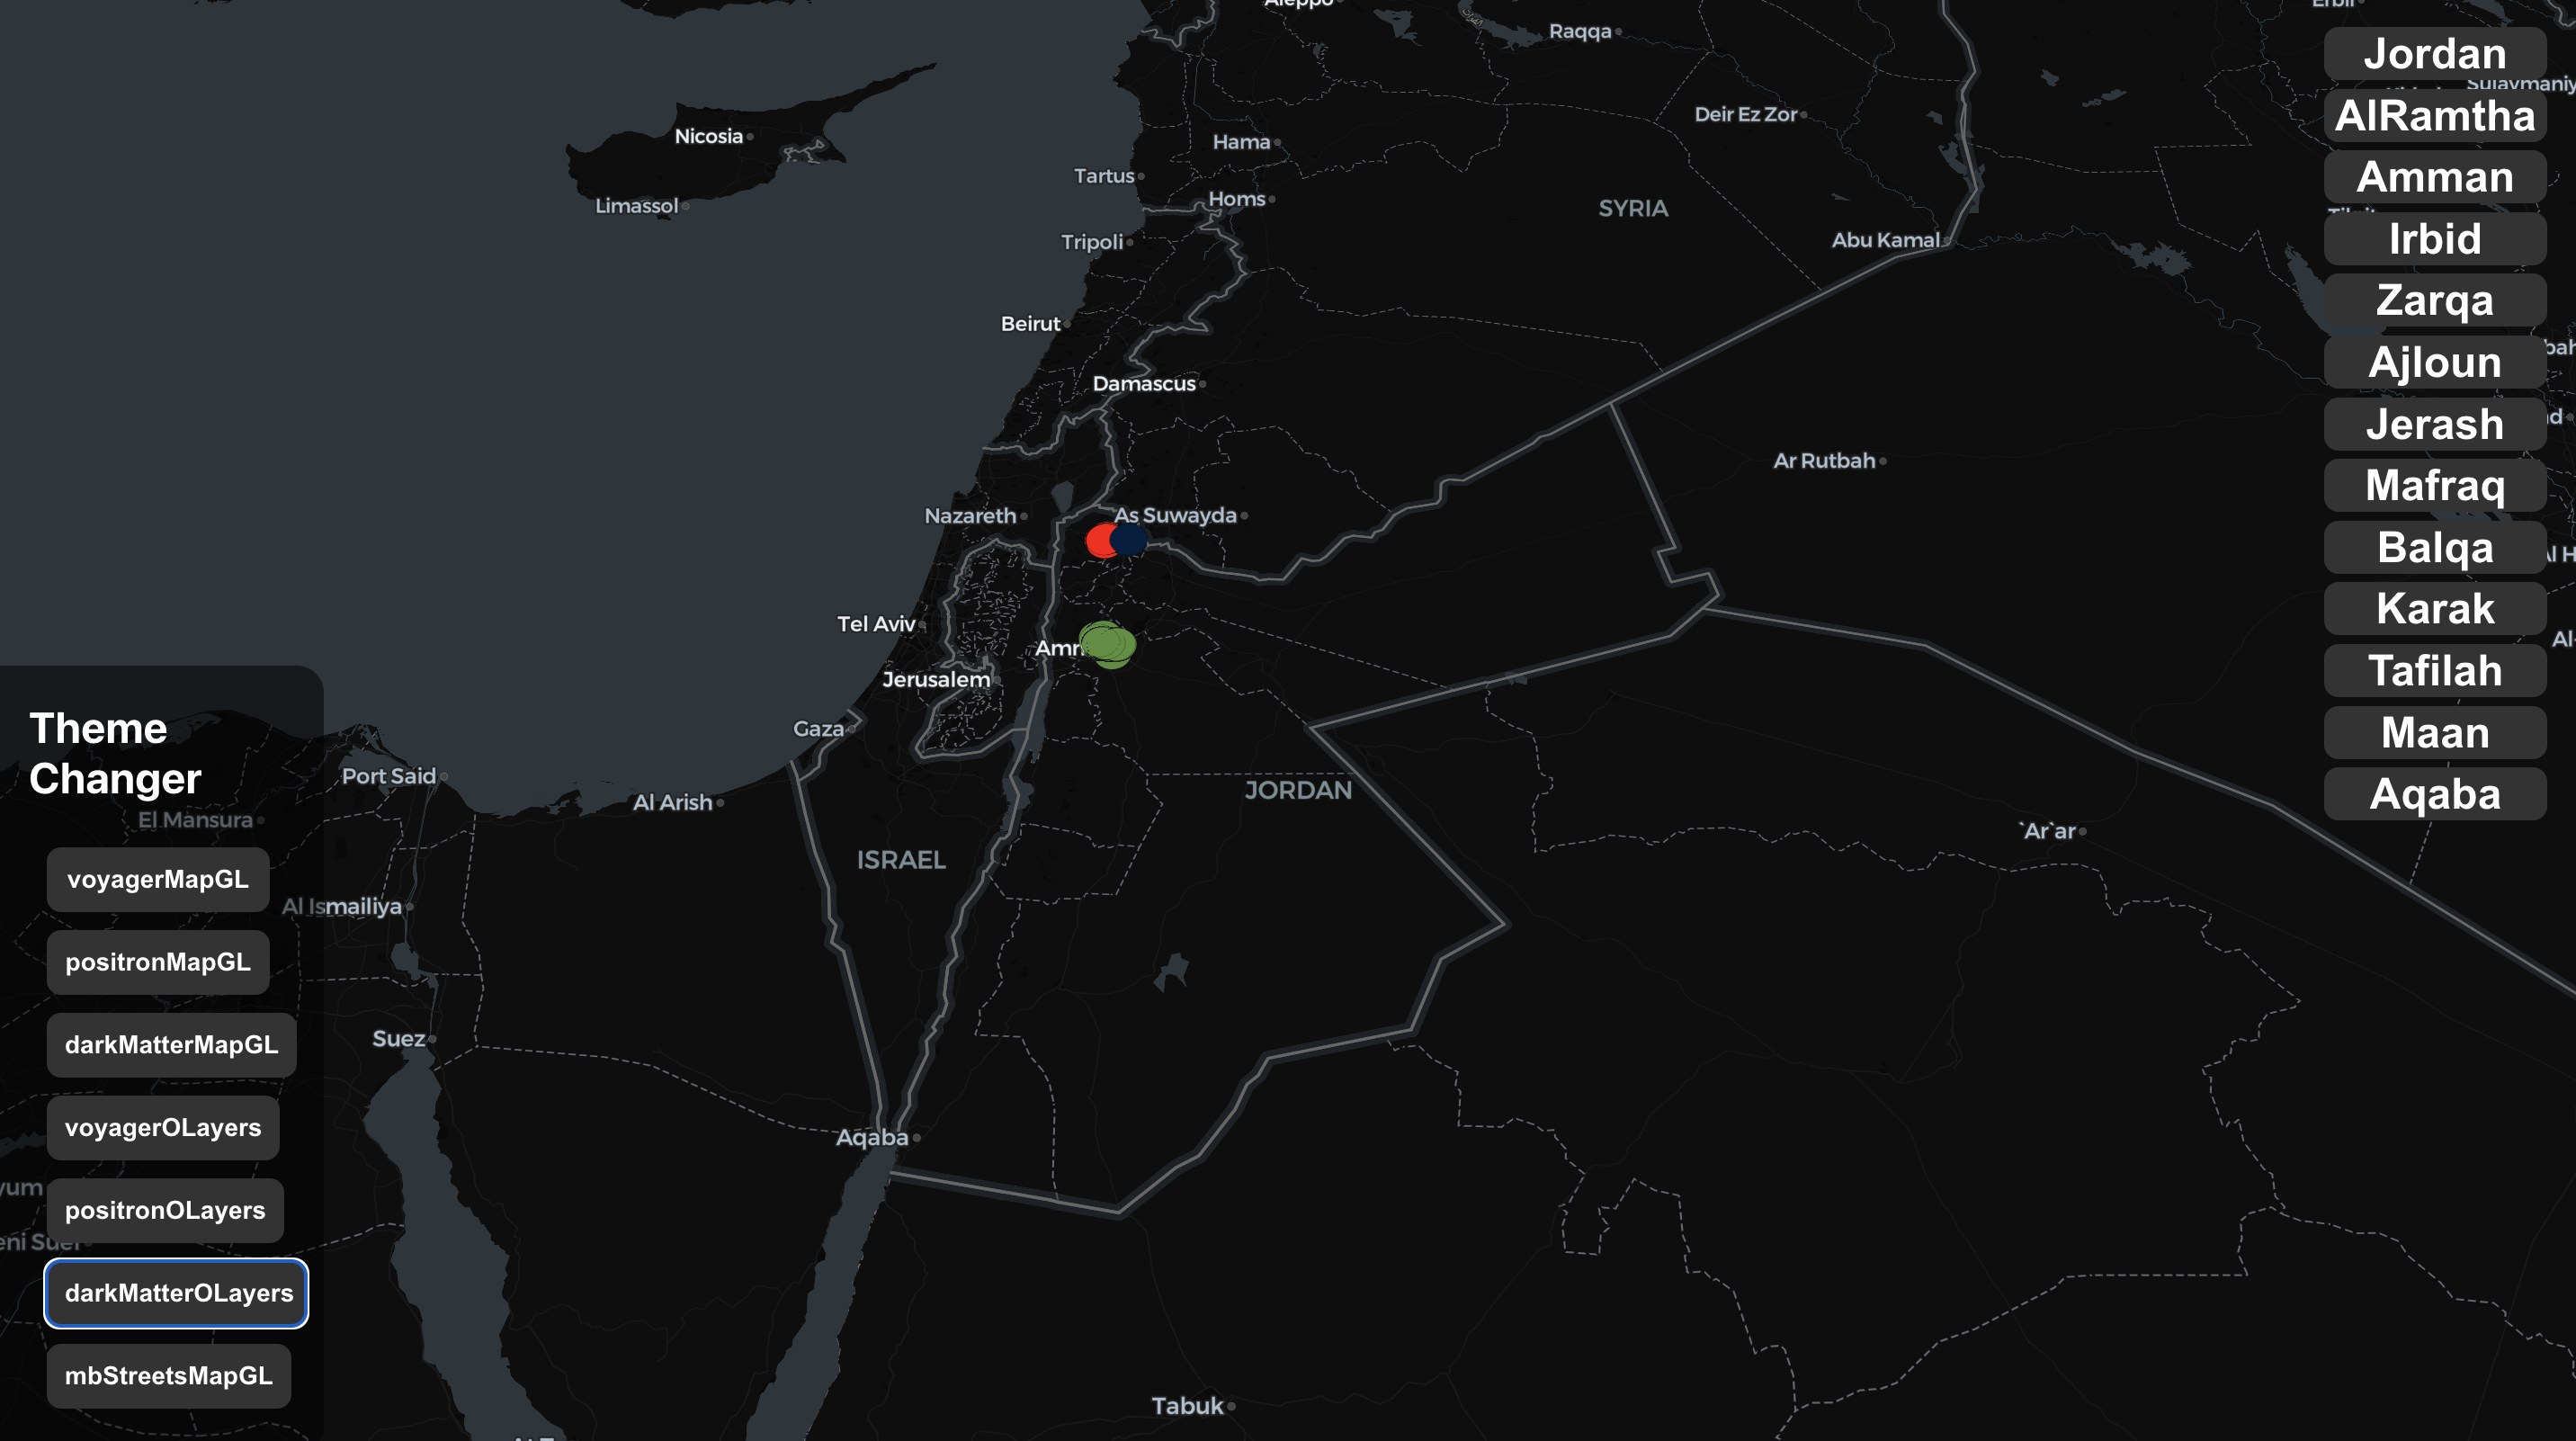 Aleppo
Raqqa
Jordan
AlRamtha
Amman
Irbid
Zarqa
Ajloun
Jerash
Mafraq
Balqa
Karak
Tafilah
Maan
Aqaba
Deir Ez Zor
Nicosia
Hama
Tartus
Homs
Limassol
SYRIA
Tripoli
Abu Kamal
Beirut
Damascus
Ar Rutbah
Nazareth
As Suwayda
Tel Aviv
Jerusalem
Gaza
Port Said
JORDAN
Al Arish
El Mansura
`Ar`ar
ISRAEL
Al Ismailiya
Suez
Aqaba
Tabuk
Theme
Changer
voyagerMapGL
positronMapGL
darkMatterMapGL
voyagerOLayers
positronOLayers
darkMatterOLayers
mbStreetsMapGL